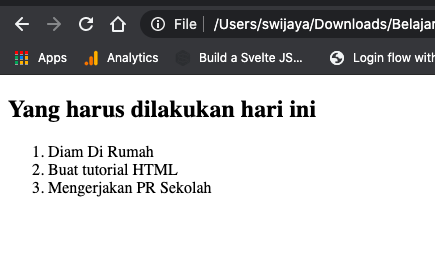 File | /Users/swijaya/Downloads/Belajar
Apps Analytics Build a Svelte JS... Login flow with
Yang harus dilakukan hari ini
1. Diam Di Rumah
2. Buat tutorial HTML
3. Mengerjakan PR Sekolah